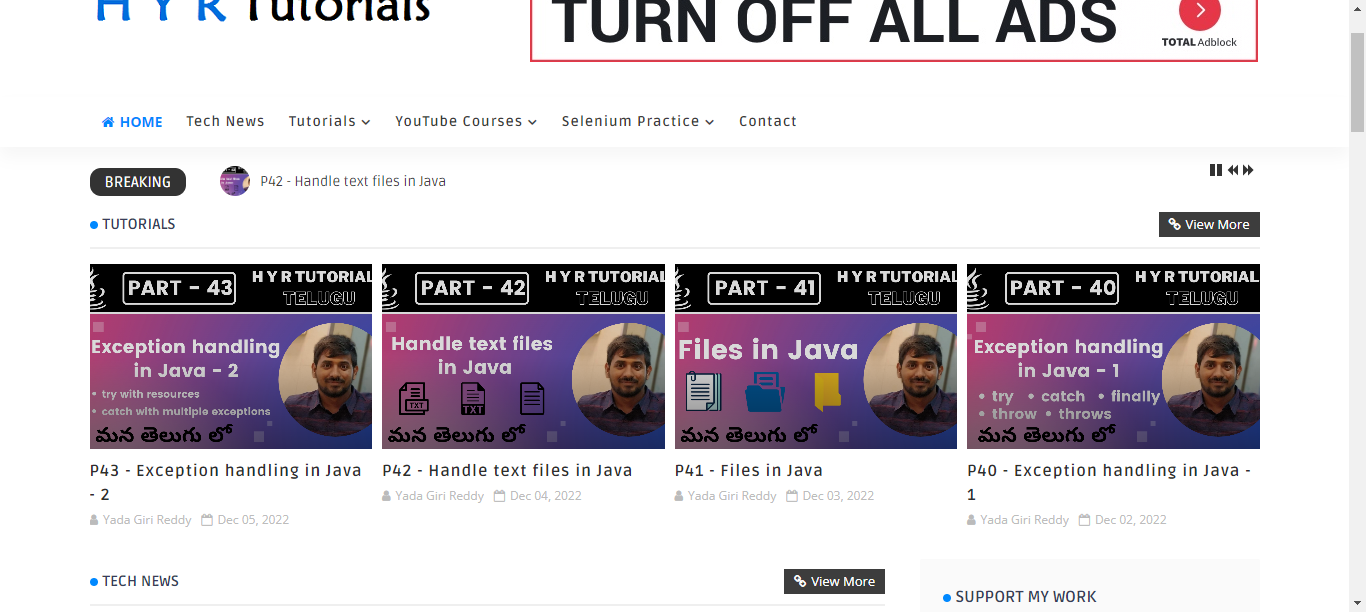 H Y R Tutorials
TURN OFF ALL ADS
TOTAL Adblock
HOME Tech News Tutorials YouTube Courses Selenium Practice Contact
BREAKING P42 - Handle text files in Java
TUTORIALS View More
PART - 43 H Y R TUTORIAL
TELUGU
Exception handling
in Java - 2
• try with resources
• catch with multiple exceptions
మన తెలుగు లో
P43 - Exception handling in Java
- 2
Yada Giri Reddy Dec 05, 2022
PART - 42 H Y R TUTORIAL
TELUGU
Handle text files
in Java
TXT TXT
మన తెలుగు లో
P42 - Handle text files in Java
Yada Giri Reddy Dec 04, 2022
PART - 41 H Y R TUTORIAL
TELUGU
Files in Java
మన తెలుగు లో
P41 - Files in Java
Yada Giri Reddy Dec 03, 2022
PART - 40 H Y R TUTORIAL
TELUGU
Exception handling
in Java - 1
• try • catch • finally
• throw • throws
మన తెలుగు లో
P40 - Exception handling in Java -
1
Yada Giri Reddy Dec 02, 2022
TECH NEWS View More
SUPPORT MY WORK